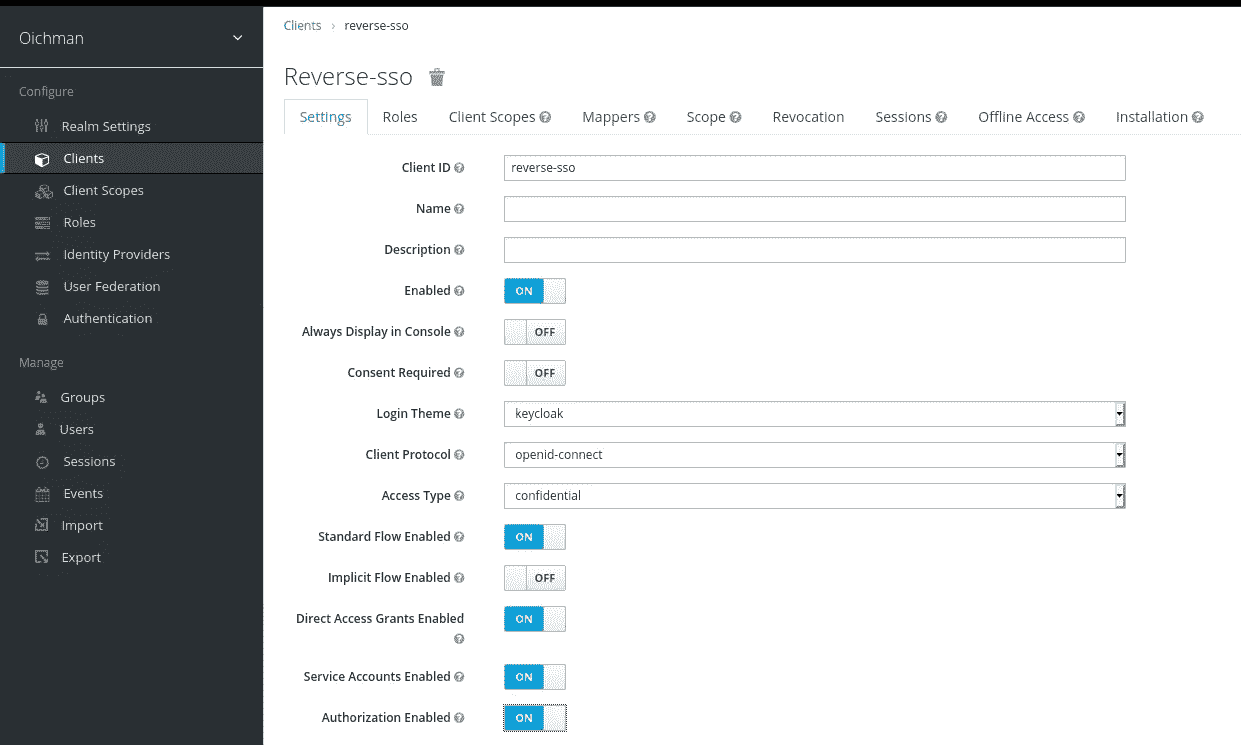 Oichman
Configure
Realm Settings
Clients
Client Scopes
Roles
Identity Providers
User Federation
Authentication
Manage
Groups
Users
Sessions
Events
Import
Export
Clients › reverse-sso
Reverse-sso
Settings Roles Client Scopes Mappers Scope Revocation Sessions Offline Access Installation
Client ID reverse-sso
Name
Description
Enabled ON
Always Display in Console OFF
Consent Required OFF
Login Theme keycloak
Client Protocol openid-connect
Access Type confidential
Standard Flow Enabled ON
Implicit Flow Enabled OFF
Direct Access Grants Enabled ON
Service Accounts Enabled ON
Authorization Enabled ON